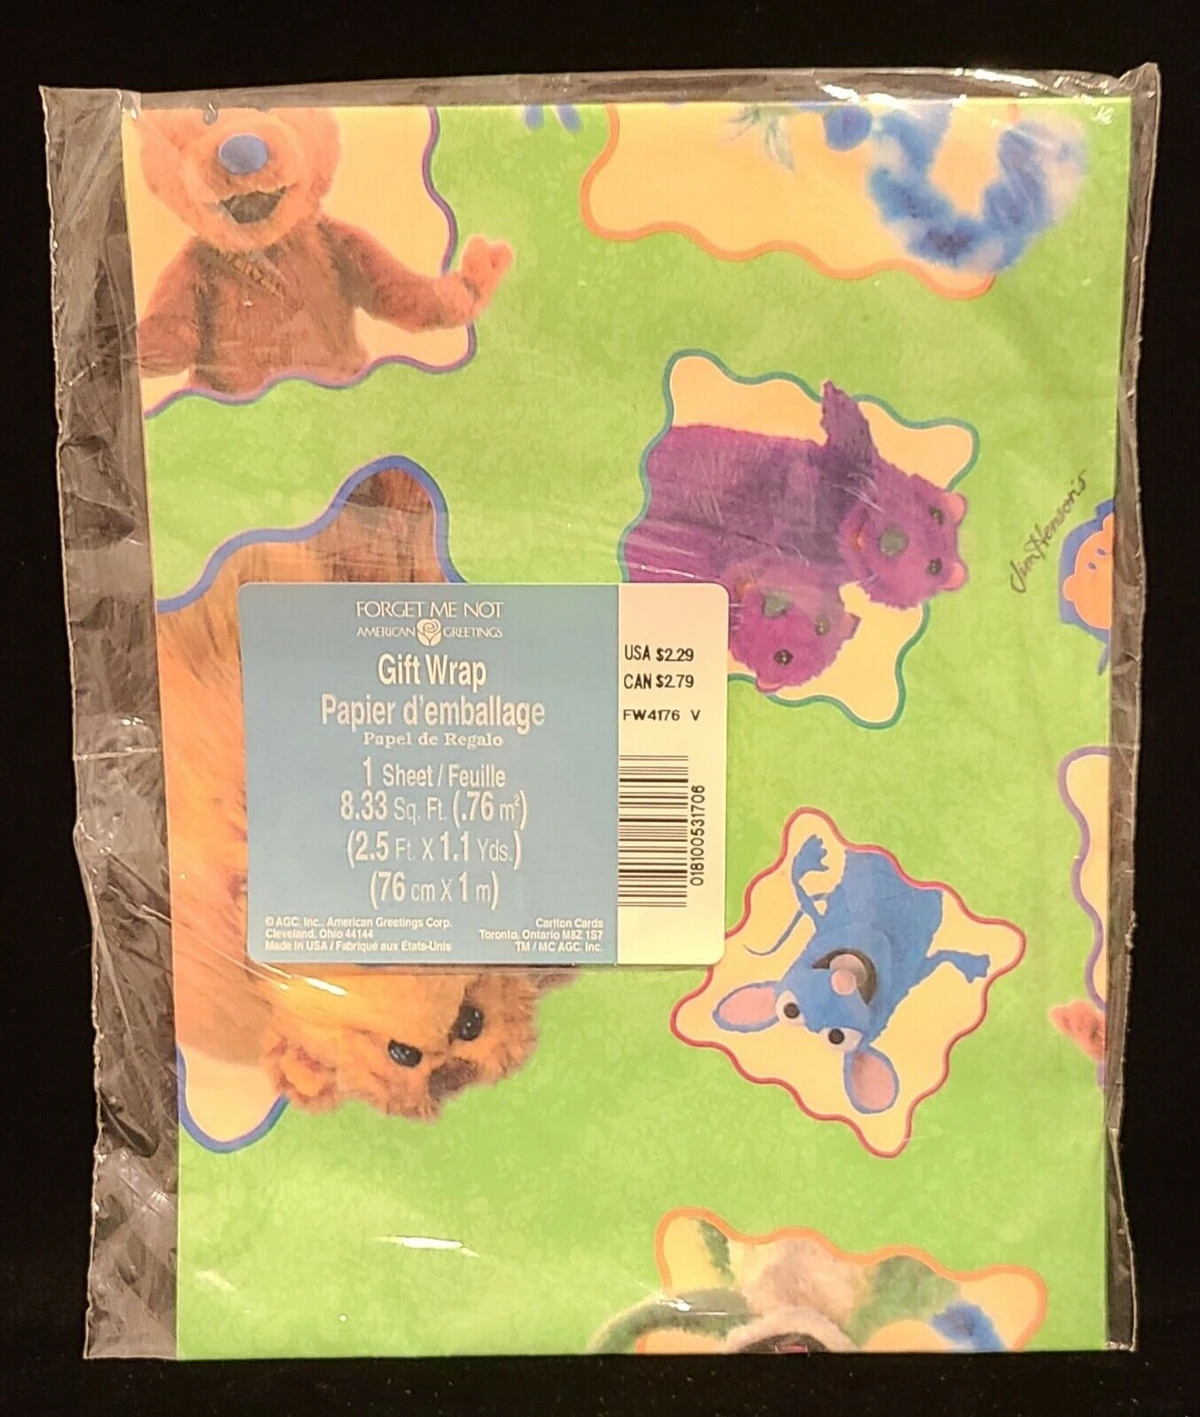 Jim Henson's
FORGET ME NOT
AMERICAN GREETINGS
Gift Wrap
Papier d'emballage
Papel de Regalo
1 Sheet / Feuille
8.33 Sq. Ft. (.76 m²)
(2.5 Ft. X 1.1 Yds.)
(76 cm X 1 m)
© AGC, Inc., American Greetings Corp.
Cleveland, Ohio 44144
Made in USA / Fabriqué aux États-Unis
Carlton Cards
Toronto, Ontario M8Z 1S7
TM / MC AGC, Inc.
USA $2.29
CAN $2.79
FW4176 V
018100531706